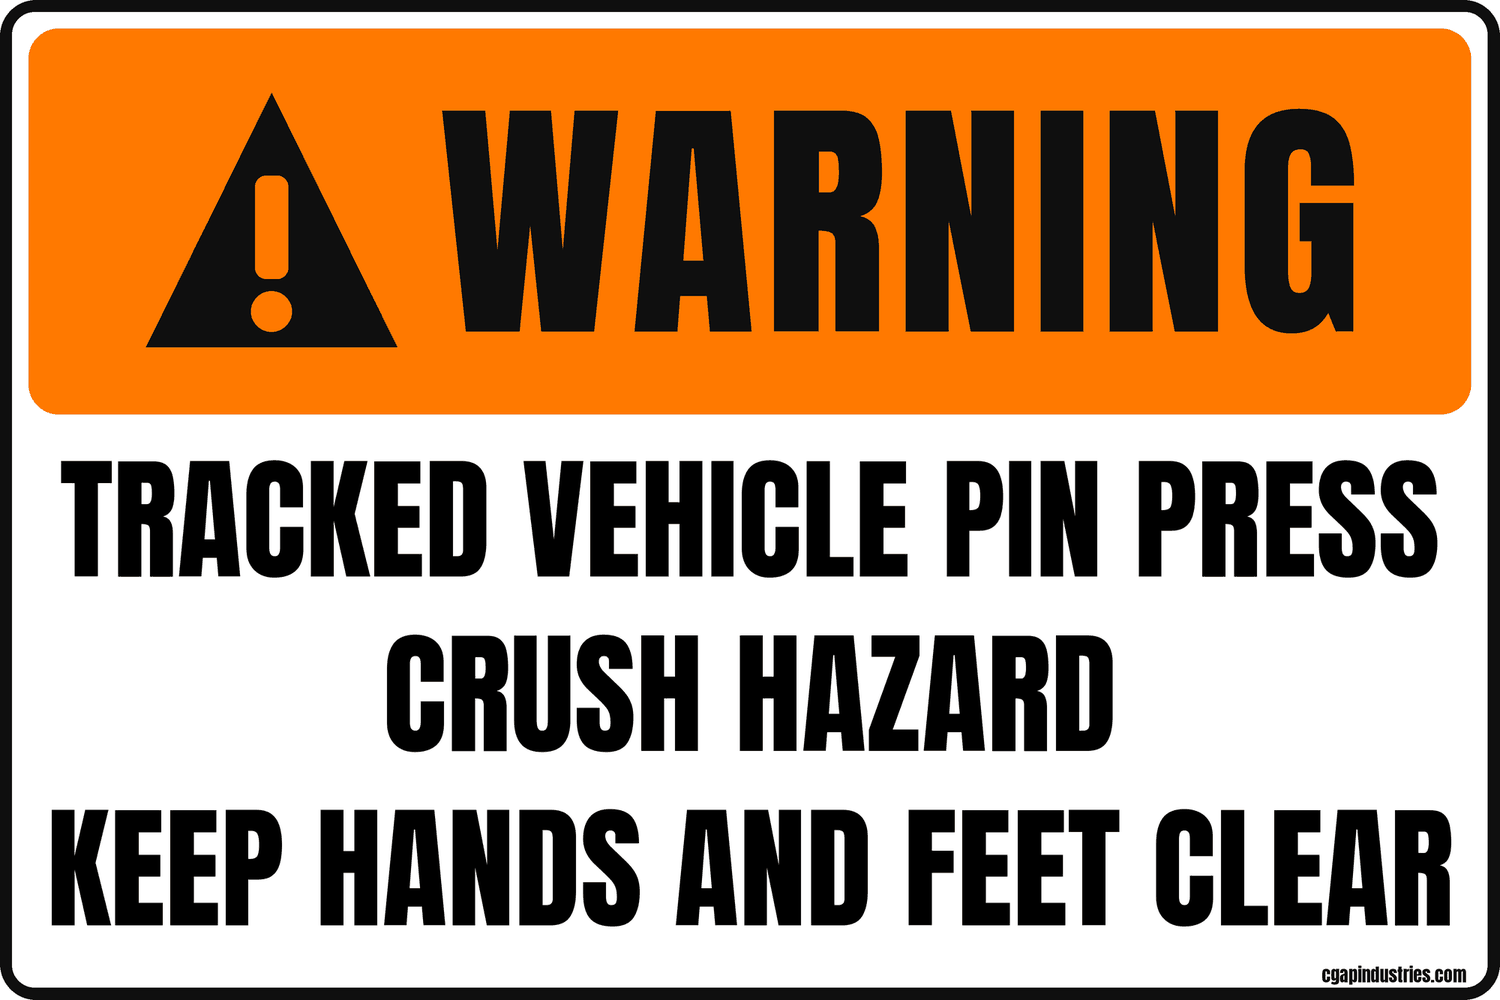 WARNING
TRACKED VEHICLE PIN PRESS
CRUSH HAZARD
KEEP HANDS AND FEET CLEAR
cgapindustries.com